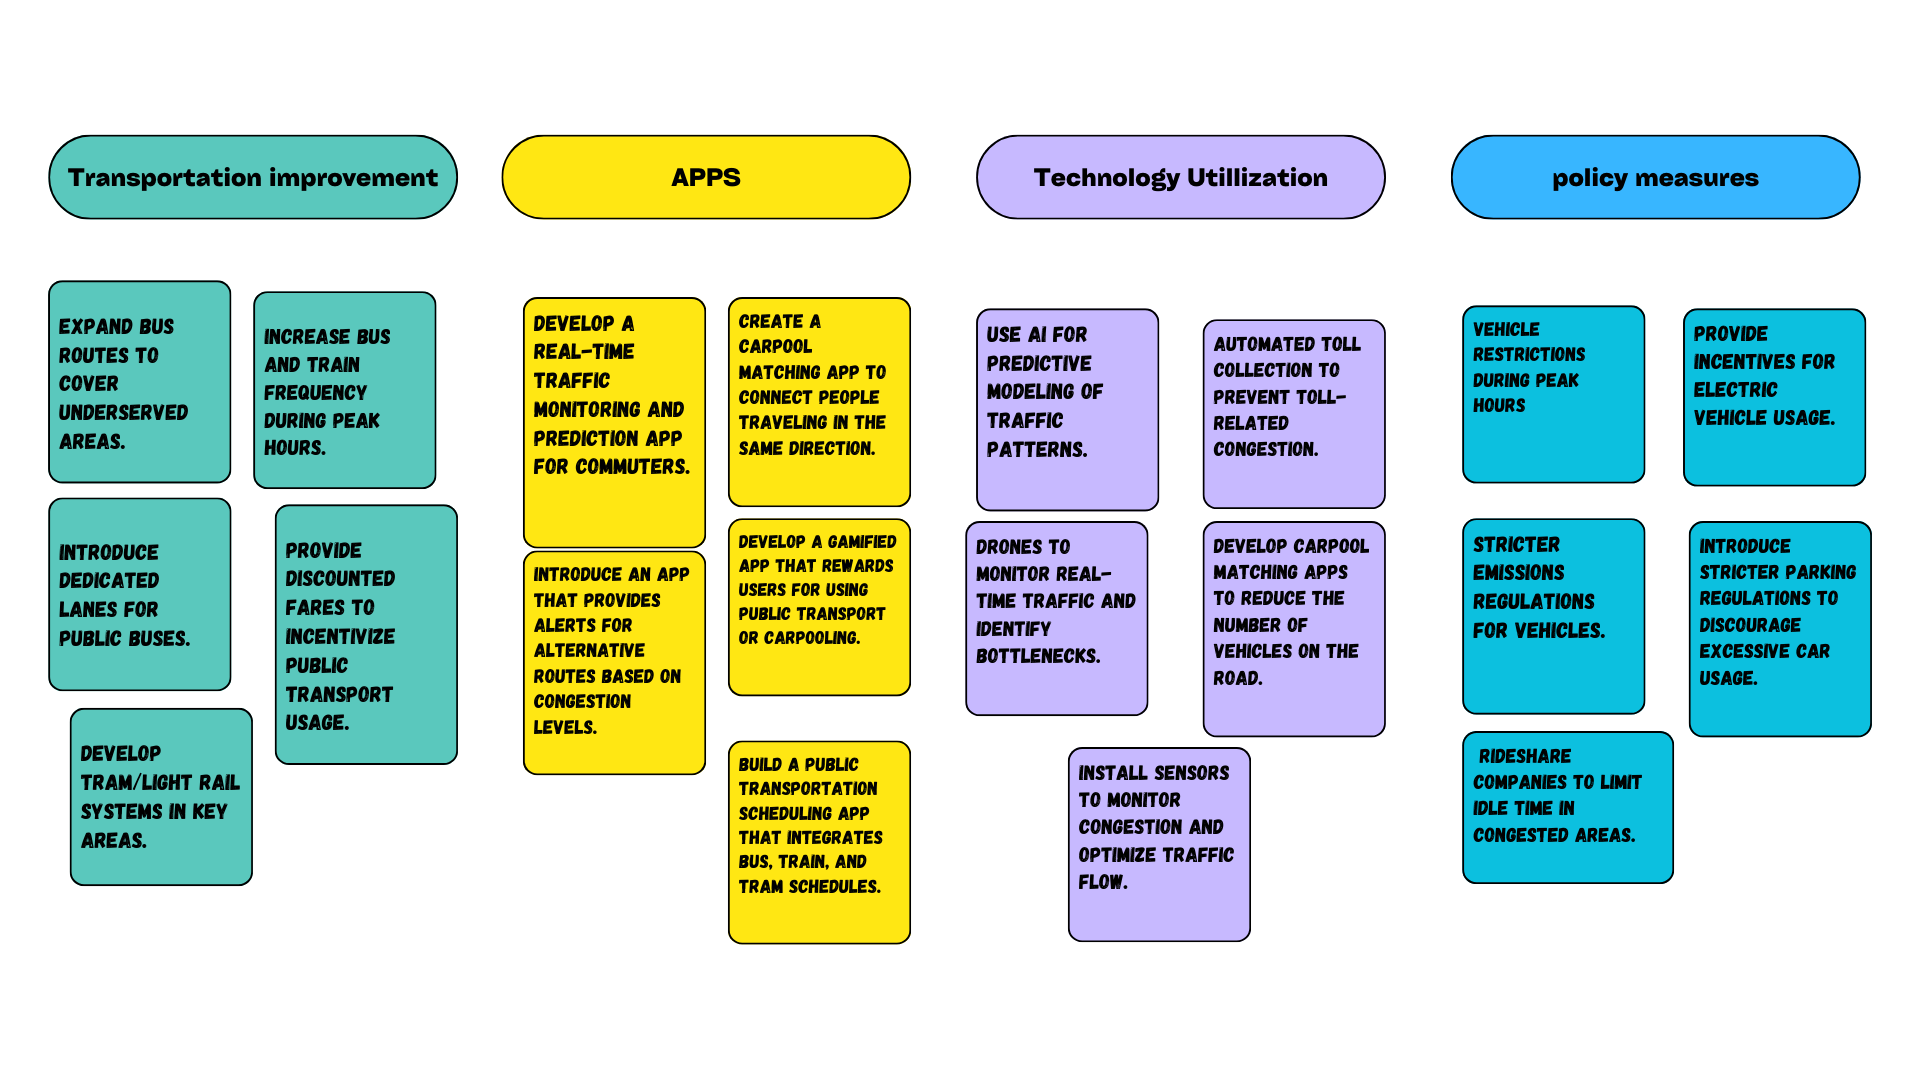 Transportation improvement
EXPAND BUS
ROUTES TO
COVER
UNDERSERVED
AREAS.
INCREASE BUS
AND TRAIN
FREQUENCY
DURING PEAK
HOURS.
INTRODUCE
DEDICATED
LANES FOR
PUBLIC BUSES.
PROVIDE
DISCOUNTED
FARES TO
INCENTIVIZE
PUBLIC
TRANSPORT
USAGE.
DEVELOP
TRAM/LIGHT RAIL
SYSTEMS IN KEY
AREAS.
APPS
DEVELOP A
REAL-TIME
TRAFFIC
MONITORING AND
PREDICTION APP
FOR COMMUTERS.
CREATE A
CARPOOL
MATCHING APP TO
CONNECT PEOPLE
TRAVELING IN THE
SAME DIRECTION.
INTRODUCE AN APP
THAT PROVIDES
ALERTS FOR
ALTERNATIVE
ROUTES BASED ON
CONGESTION
LEVELS.
DEVELOP A GAMIFIED
APP THAT REWARDS
USERS FOR USING
PUBLIC TRANSPORT
OR CARPOOLING.
BUILD A PUBLIC
TRANSPORTATION
SCHEDULING APP
THAT INTEGRATES
BUS, TRAIN, AND
TRAM SCHEDULES.
Technology Utillization
USE AI FOR
PREDICTIVE
MODELING OF
TRAFFIC
PATTERNS.
AUTOMATED TOLL
COLLECTION TO
PREVENT TOLL-
RELATED
CONGESTION.
DRONES TO
MONITOR REAL-
TIME TRAFFIC AND
IDENTIFY
BOTTLENECKS.
DEVELOP CARPOOL
MATCHING APPS
TO REDUCE THE
NUMBER OF
VEHICLES ON THE
ROAD.
INSTALL SENSORS
TO MONITOR
CONGESTION AND
OPTIMIZE TRAFFIC
FLOW.
policy measures
VEHICLE
RESTRICTIONS
DURING PEAK
HOURS
PROVIDE
INCENTIVES FOR
ELECTRIC
VEHICLE USAGE.
STRICTER
EMISSIONS
REGULATIONS
FOR VEHICLES.
INTRODUCE
STRICTER PARKING
REGULATIONS TO
DISCOURAGE
EXCESSIVE CAR
USAGE.
RIDESHARE
COMPANIES TO LIMIT
IDLE TIME IN
CONGESTED AREAS.